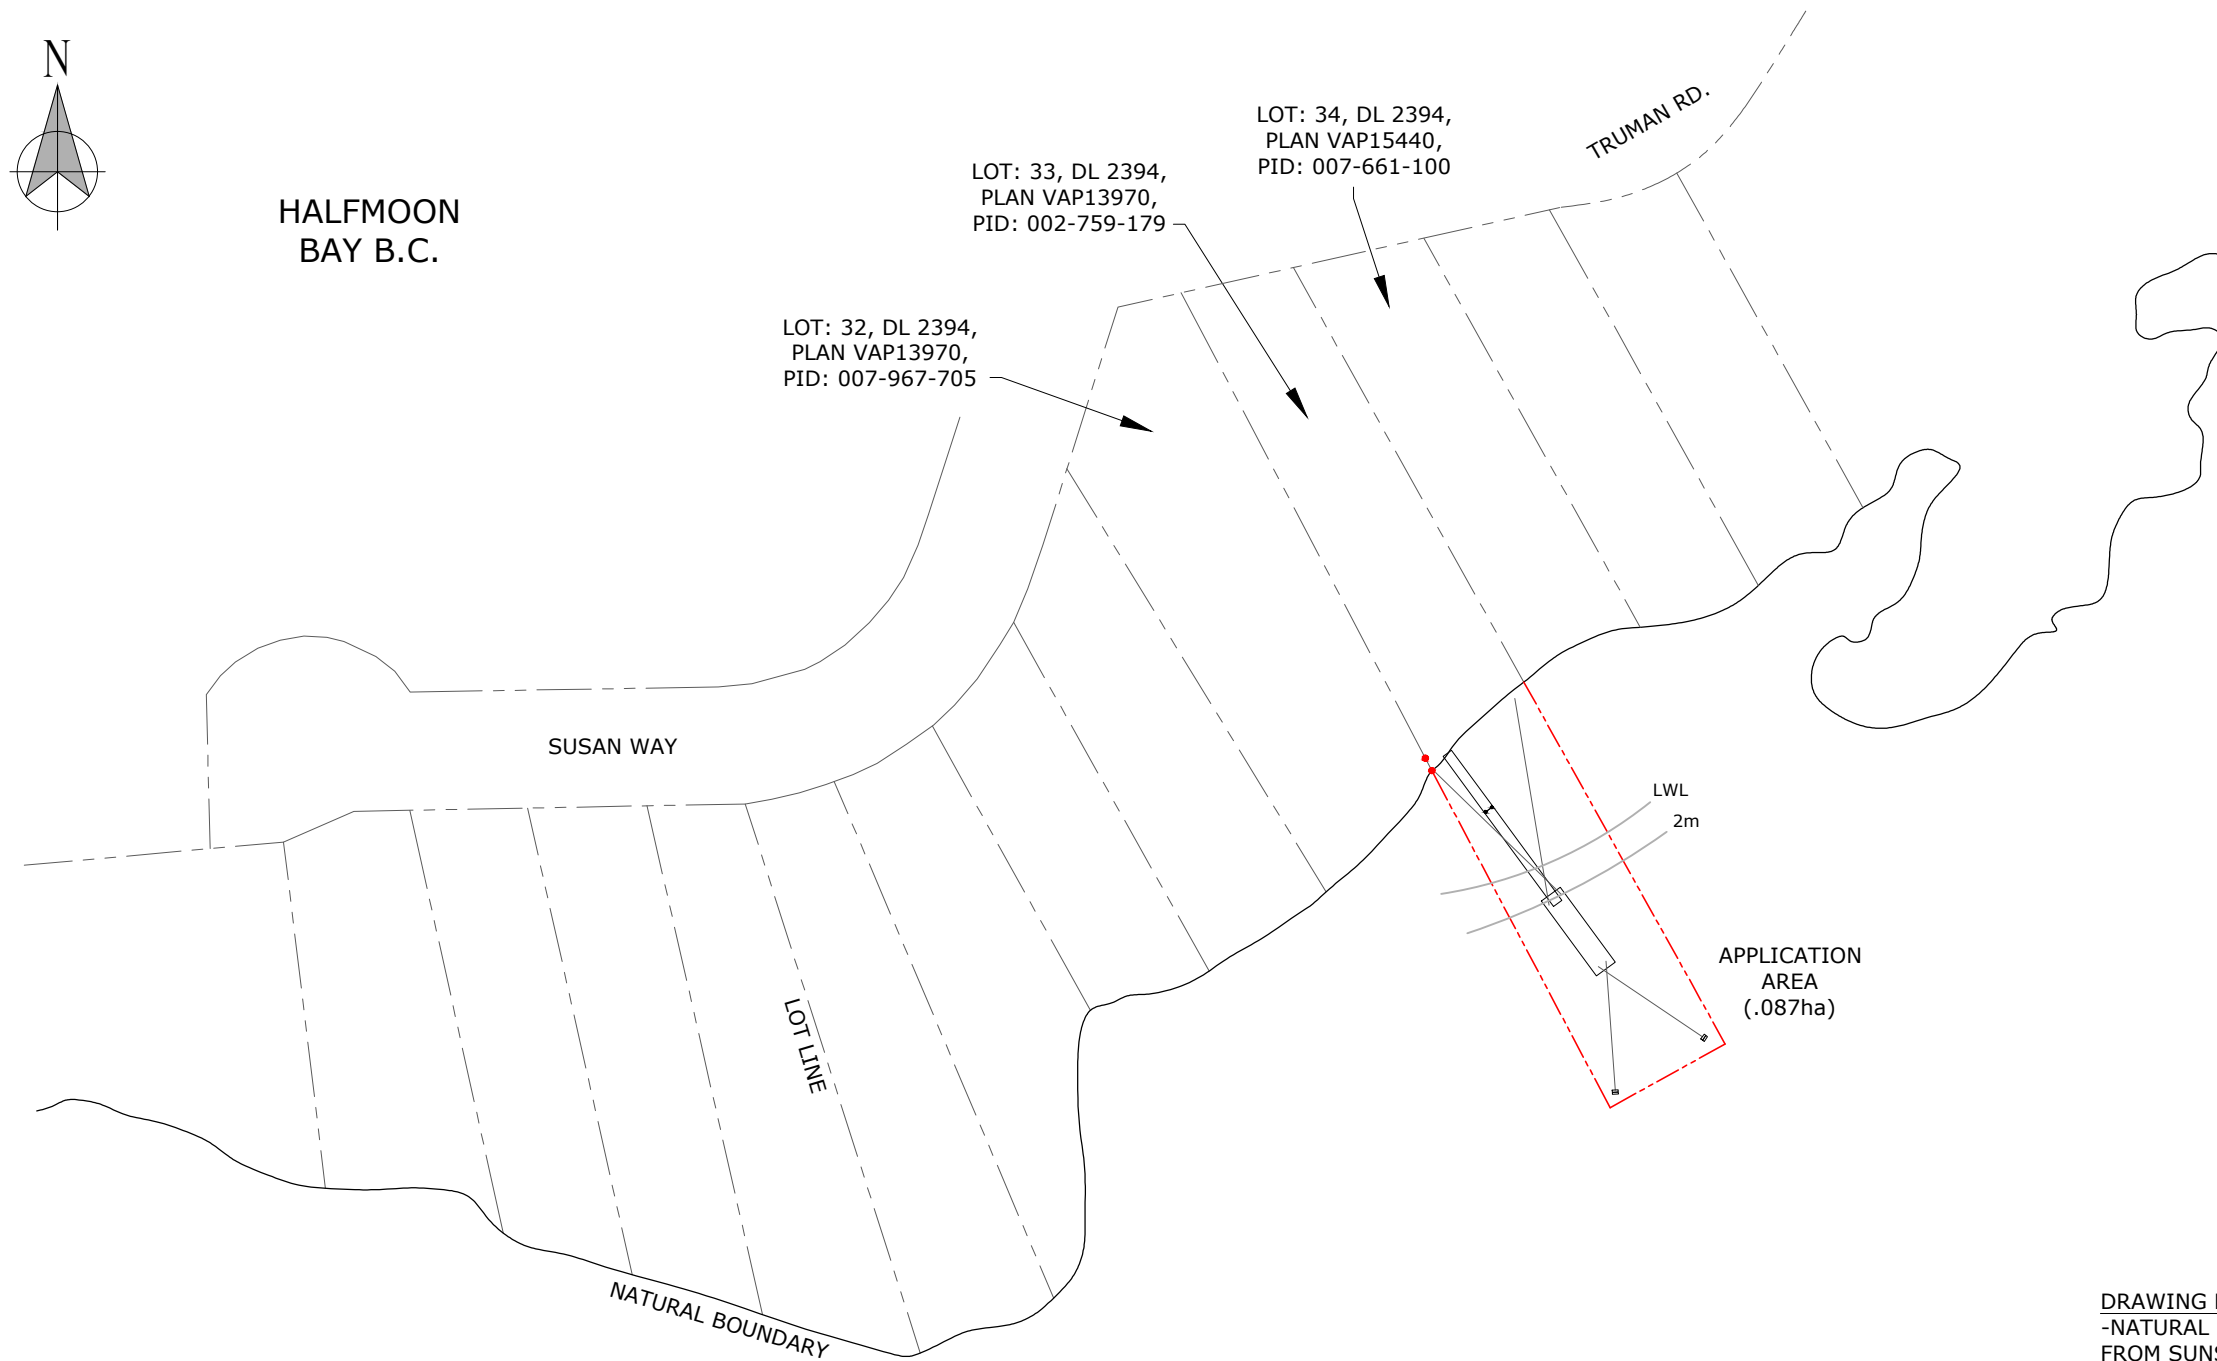 N
HALFMOON
BAY B.C.
LOT: 34, DL 2394,
PLAN VAP15440,
PID: 007-661-100
TRUMAN RD.
LOT: 33, DL 2394,
PLAN VAP13970,
PID: 002-759-179
LOT: 32, DL 2394,
PLAN VAP13970,
PID: 007-967-705
SUSAN WAY
LWL
2m
APPLICATION
AREA
(.087ha)
LOT LINE
NATURAL BOUNDARY
DRAWING
-NATURAL
FROM